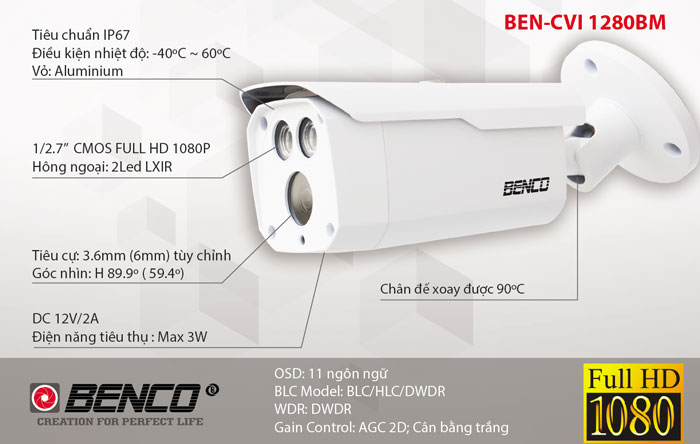 BEN-CVI 1280BM
Tiêu chuẩn IP67
Điều kiện nhiệt độ: -40ºC ~ 60ºC
Vỏ: Aluminium
1/2.7” CMOS FULL HD 1080P
Hông ngoại: 2Led LXIR
BENCO
Tiêu cự: 3.6mm (6mm) tùy chỉnh
Góc nhìn: H 89.9º ( 59.4º)
Chân đế xoay được 90ºC
DC 12V/2A
Điện năng tiêu thụ : Max 3W
BENCO
CREATION FOR PERFECT LIFE
OSD: 11 ngôn ngữ
BLC Model: BLC/HLC/DWDR
WDR: DWDR
Gain Control: AGC 2D; Cân bằng trắng
Full HD
1080